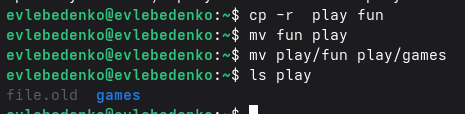 evlebedenko@evlebedenko:~$ cp -r  play fun
evlebedenko@evlebedenko:~$ mv fun play
evlebedenko@evlebedenko:~$ mv play/fun play/games
evlebedenko@evlebedenko:~$ ls play
file.old  games
evlebedenko@evlebedenko:~$